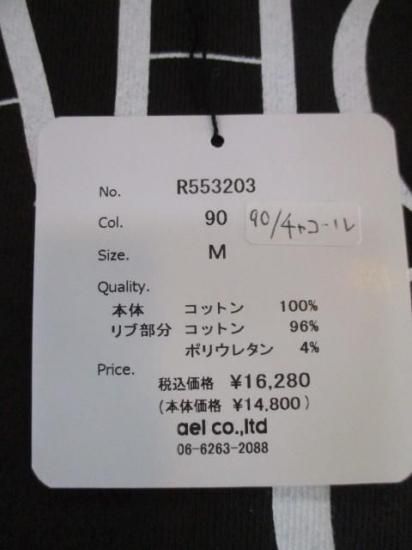 No. R553203
Col. 90 90/チャコール
Size. M
Quality.
本体 コットン 100%
リブ部分 コットン 96%
ポリウレタン 4%
Price.
税込価格 ¥16,280
(本体価格 ¥14,800)
ael co.,ltd
06-6263-2088